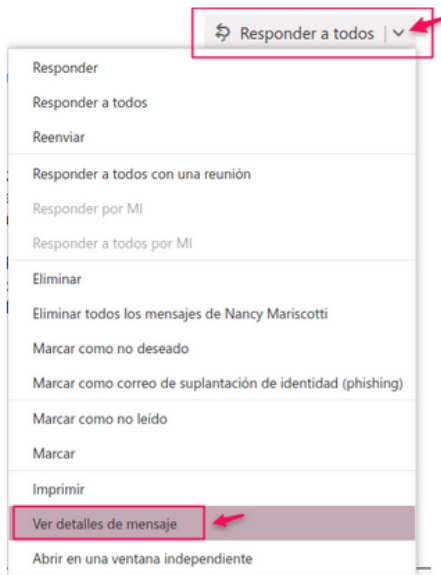 Responder a todos
Responder
Responder a todos
Reenviar
Responder a todos con una reunión
Responder por MI
Responder a todos por MI
Eliminar
Eliminar todos los mensajes de Nancy Mariscotti
Marcar como no deseado
Marcar como correo de suplantación de identidad (phishing)
Marcar como no leído
Marcar
Imprimir
Ver detalles de mensaje
Abrir en una ventana independiente